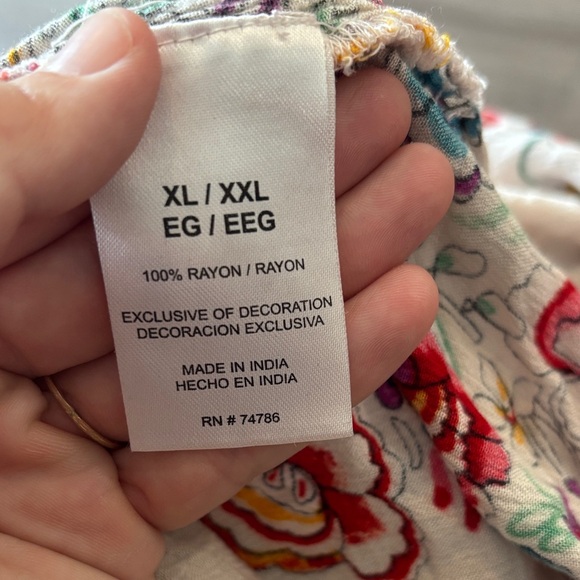 XL / XXL
EG / EEG
100% RAYON / RAYON
EXCLUSIVE OF DECORATION
DECORACION EXCLUSIVA
MADE IN INDIA
HECHO EN INDIA
RN # 74786